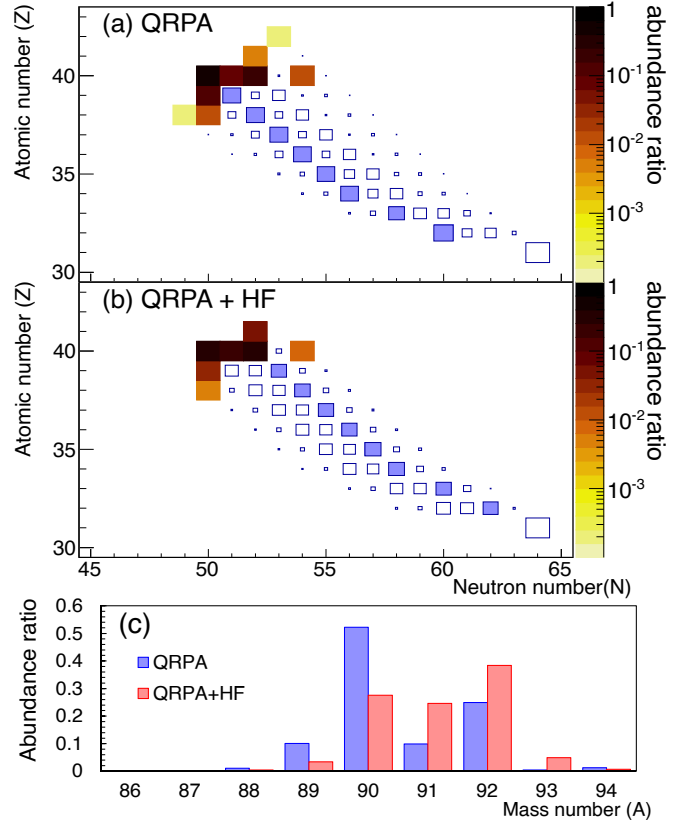 (a) QRPA
Atomic number (Z)
40
35
30
1
10-1
10-2
10-3
abundance ratio
(b) QRPA + HF
Atomic number (Z)
40
35
30
1
10-1
10-2
10-3
abundance ratio
45 50 55 60 65
Neutron number(N)
(c)
Abundance ratio
0.6
0.5
0.4
0.3
0.2
0.1
0
QRPA
QRPA+HF
86 87 88 89 90 91 92 93 94
Mass number (A)